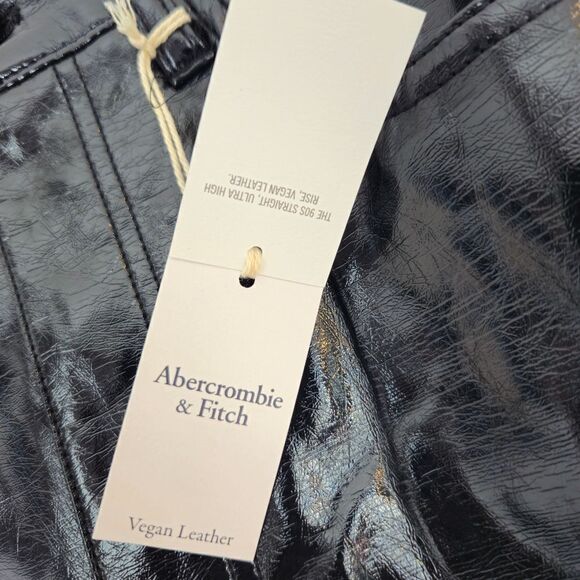 THE 90S STRAIGHT, ULTRA HIGH
RISE, VEGAN LEATHER.
Abercrombie
& Fitch
Vegan Leather